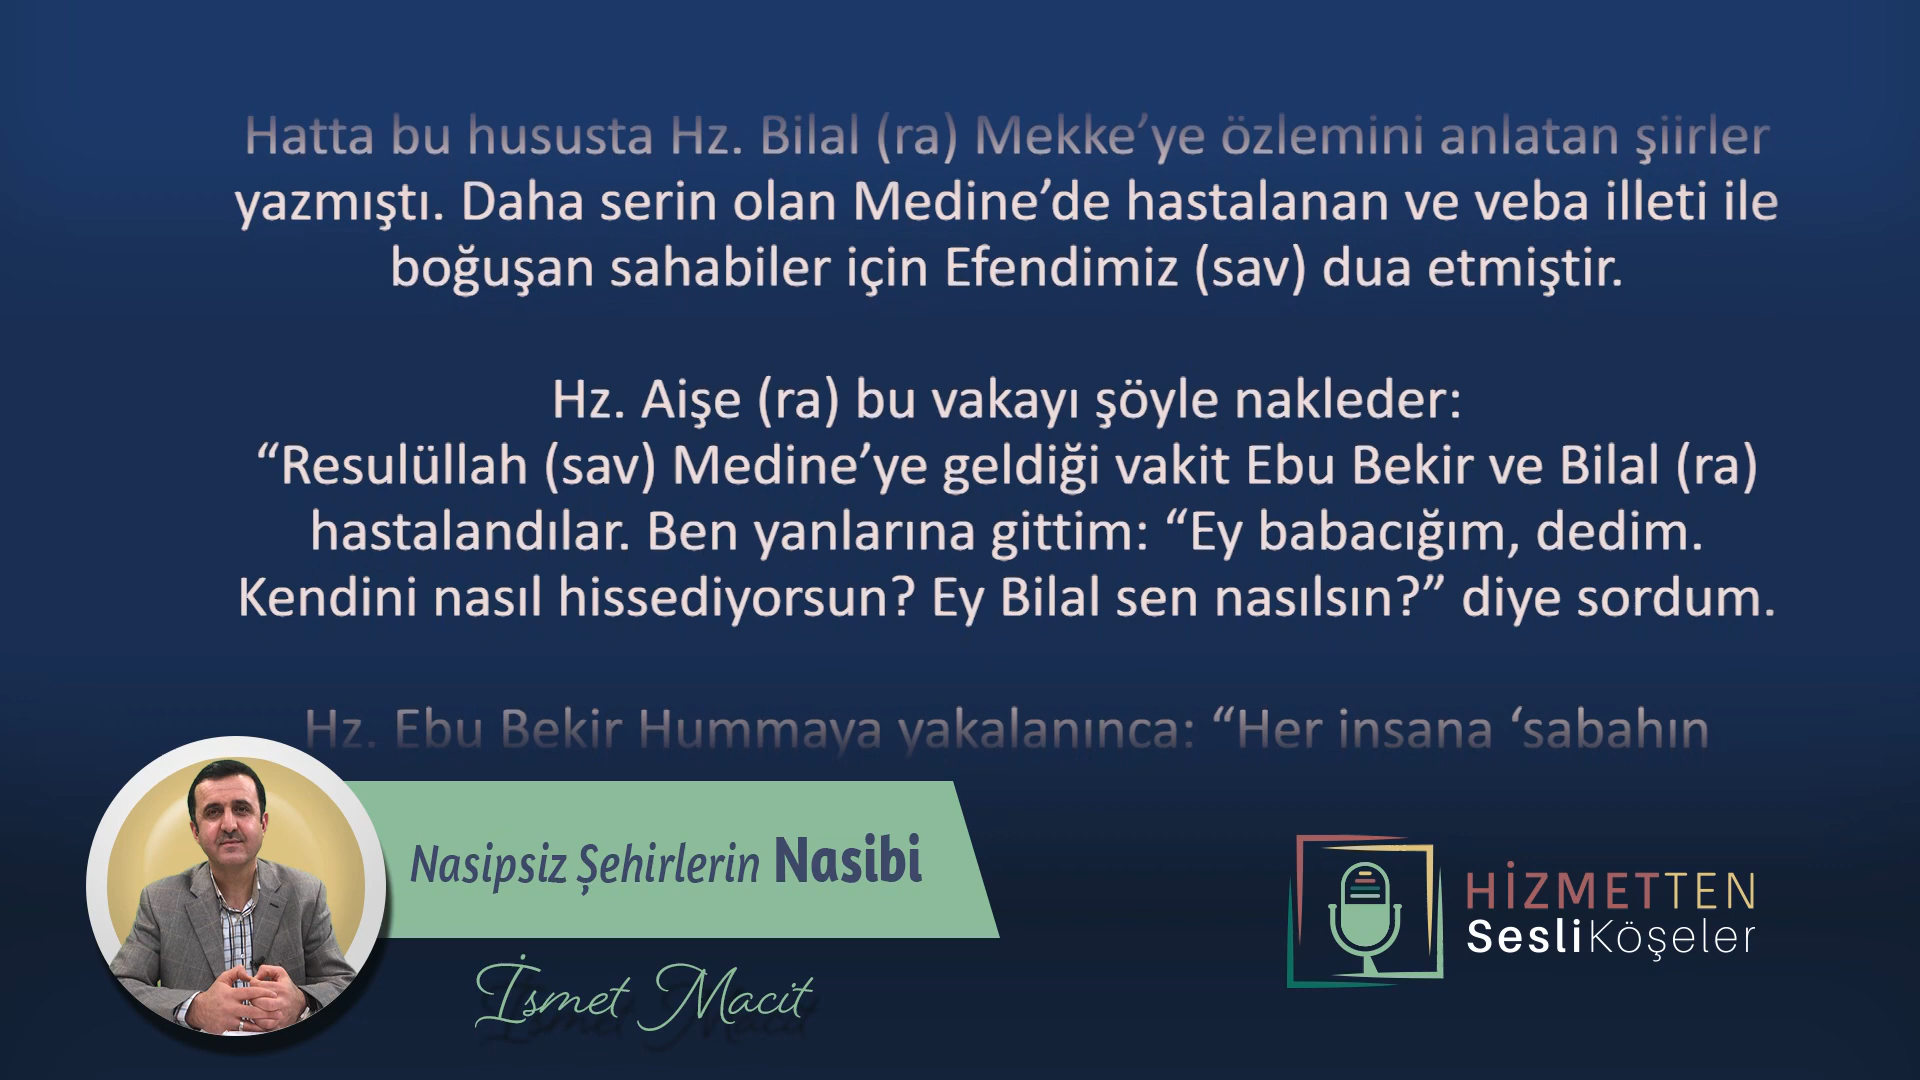 Hatta bu hususta Hz. Bilal (ra) Mekke’ye özlemini anlatan şiirler
yazmıştı. Daha serin olan Medine’de hastalanan ve veba illeti ile
boğuşan sahabiler için Efendimiz (sav) dua etmiştir.
Hz. Aişe (ra) bu vakayı şöyle nakleder:
“Resulüllah (sav) Medine’ye geldiği vakit Ebu Bekir ve Bilal (ra)
hastalandılar. Ben yanlarına gittim: “Ey babacığım, dedim.
Kendini nasıl hissediyorsun? Ey Bilal sen nasılsın?” diye sordum.
Hz. Ebu Bekir Hummaya yakalanınca: “Her insana ‘sabahın
Nasipsiz Şehirlerin Nasibi
İsmet Macit
HİZMETTEN
SesliKöşeler